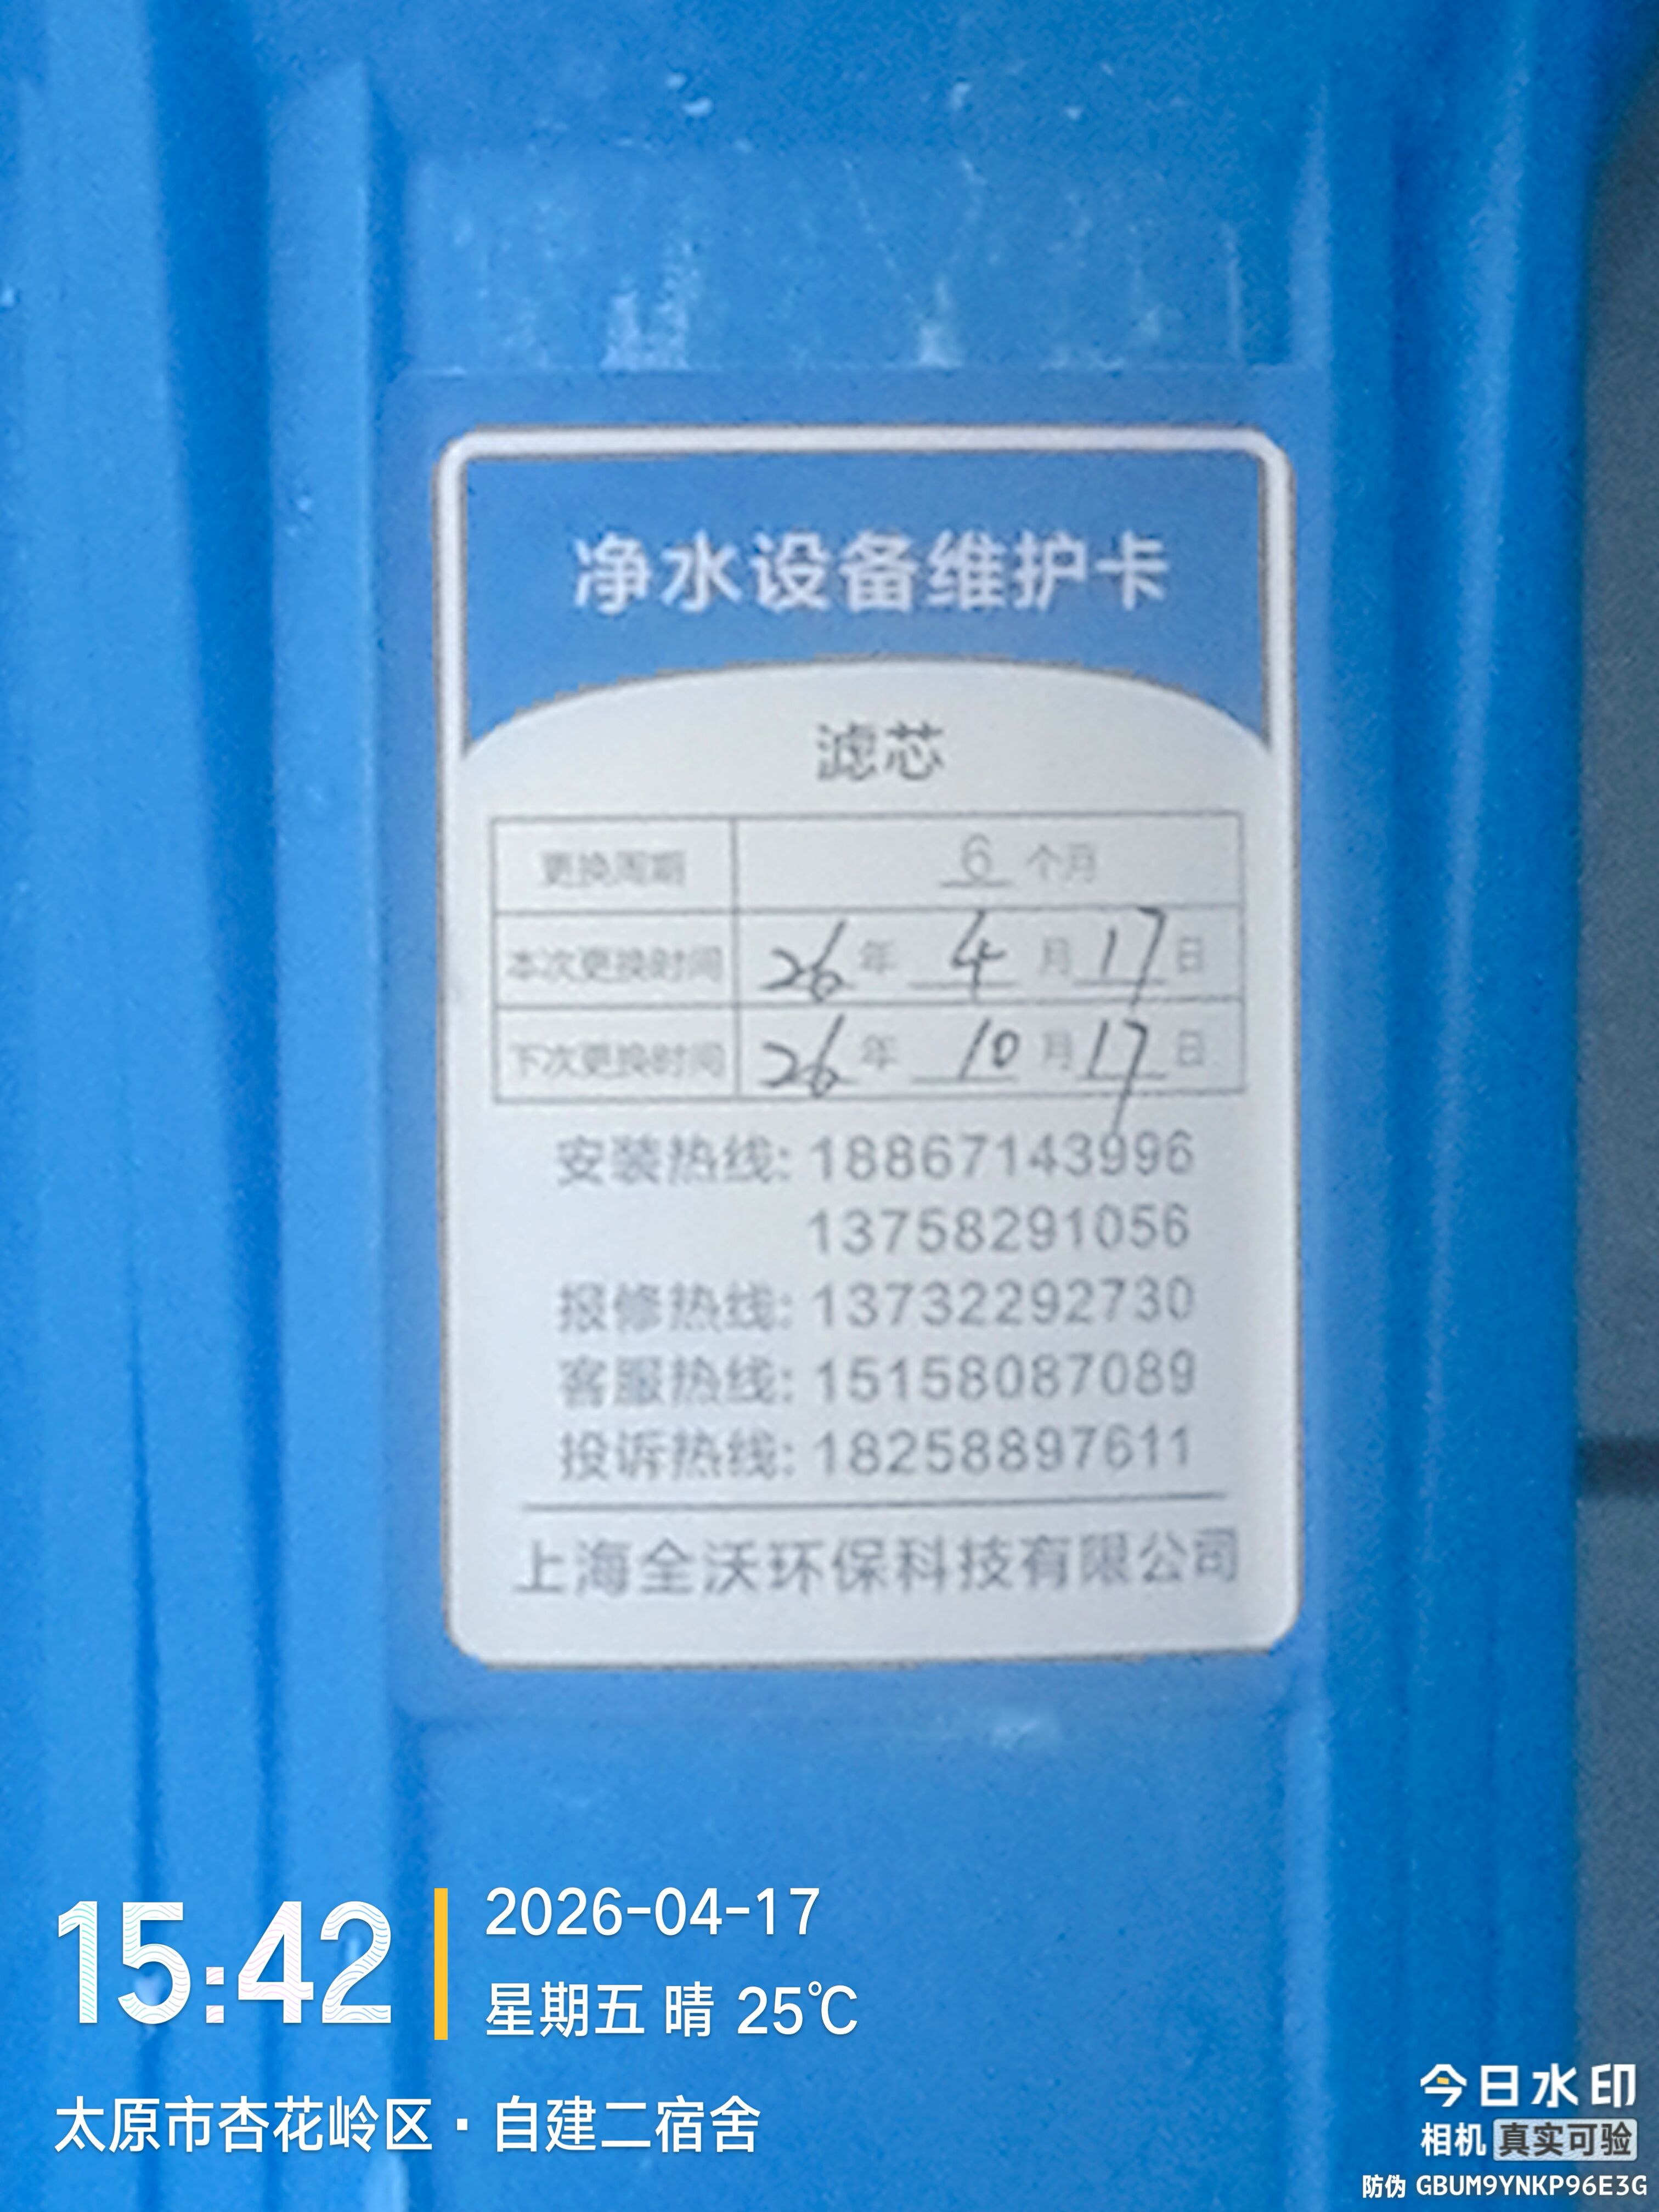 净水设备维护卡
滤芯
更换周期 6 个月
本次更换时间 26 年 4 月 17 日
下次更换时间 26 年 10 月 17 日
安装热线: 18867143996
13758291056
报修热线: 13732292730
客服热线: 15158087089
投诉热线: 18258897611
上海全沃环保科技有限公司
15:42
2026-04-17
星期五 晴 25℃
太原市杏花岭区·自建二宿舍
今日水印
相机 真实可验
防伪 GBUM9YNKP96E3G